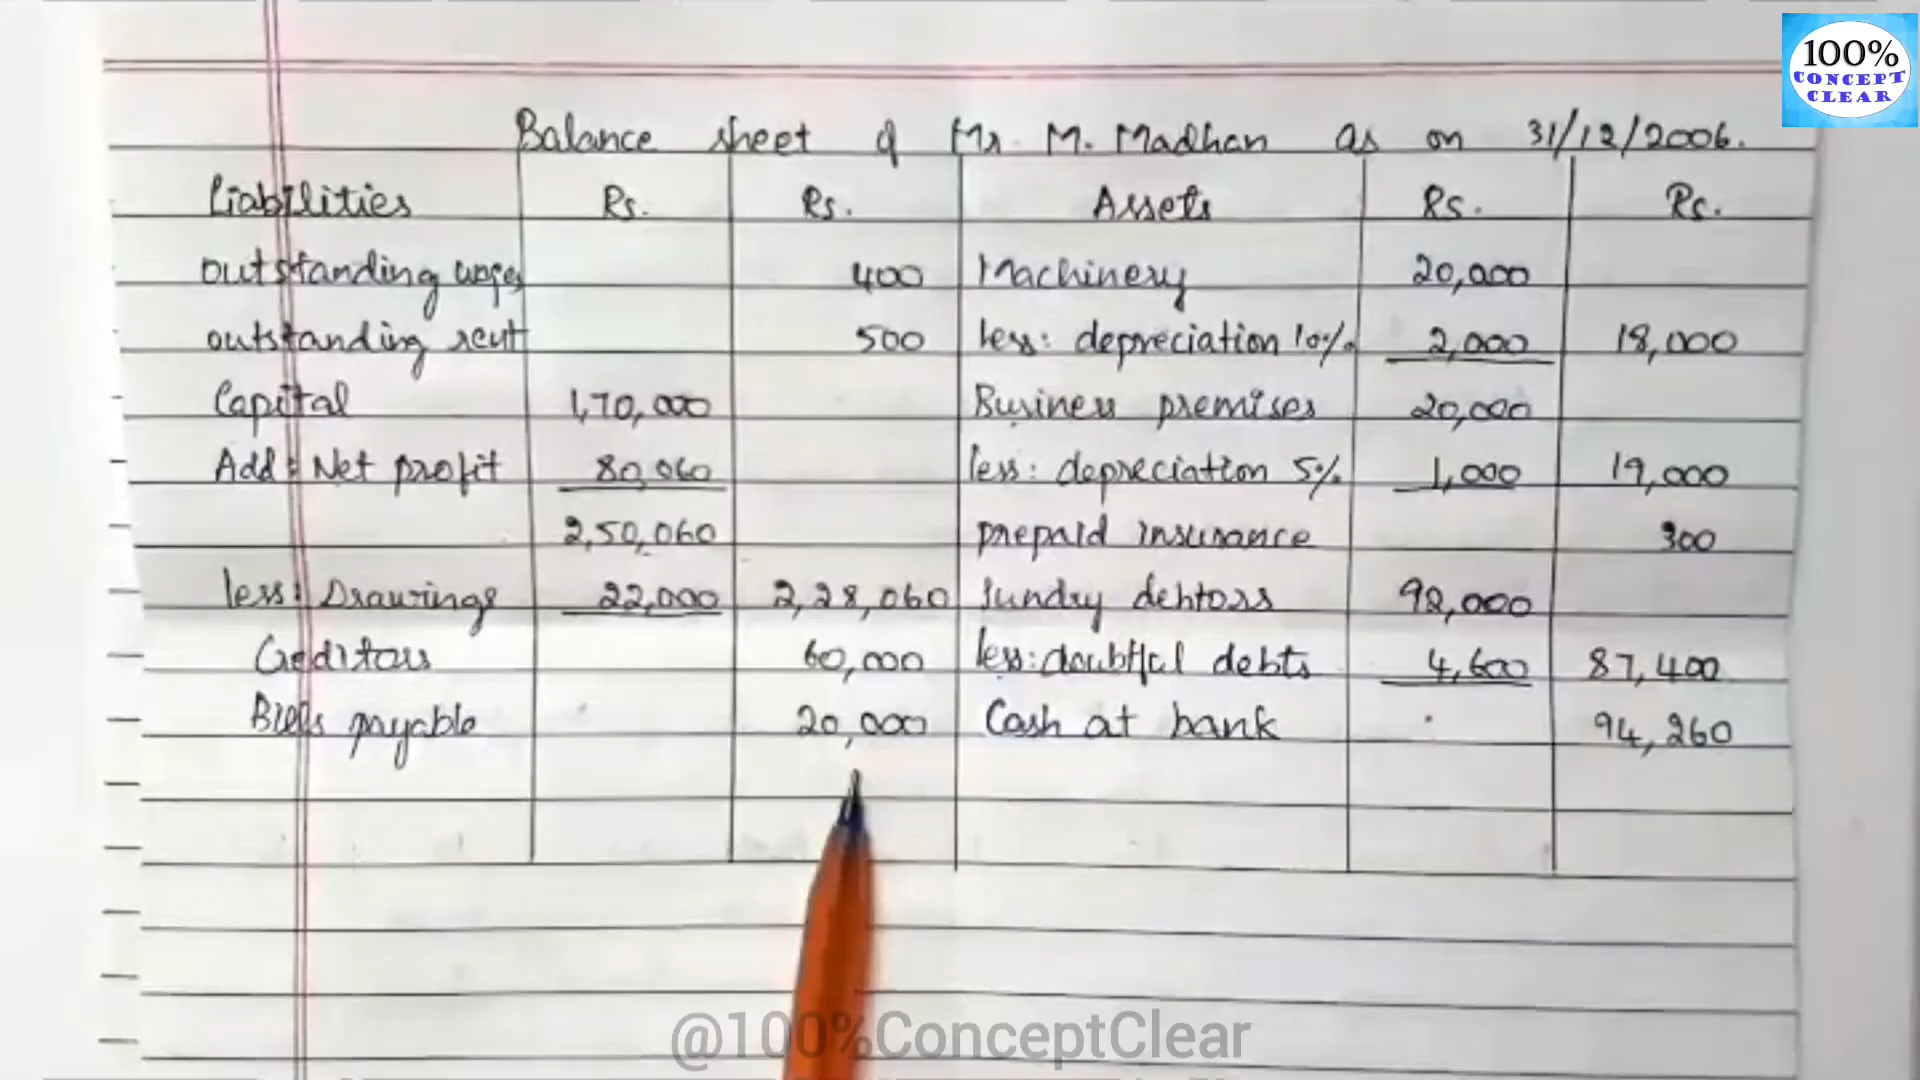 100%
CONCEPT
CLEAR
Balance sheet of Mr. M. Madhan as on 31/12/2006.
Liabilities Rs. Rs. Assets Rs. Rs.
outstanding wages 400 Machinery 20,000
outstanding rent 500 less: depreciation 10% 2,000 18,000
Capital 1,70,000 Business premises 20,000
Add: Net profit 80,060 less: depreciation 5% 1,000 19,000
2,50,060 prepaid insurance 300
less: Drawings 22,000 2,28,060 Sundry debtors 92,000
Creditors 60,000 less: doubtful debts 4,600 87,400
Bills payable 20,000 Cash at bank 94,260
@100%ConceptClear